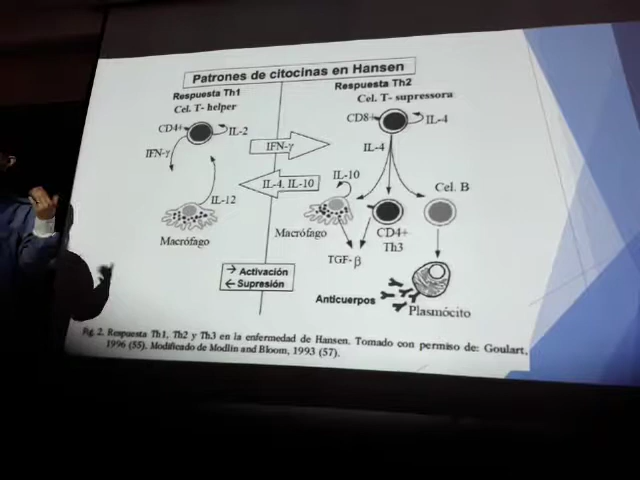 Patrones de citocinas en Hansen
Respuesta Th1
Cel. T- helper
CD4+
IL-2
IFN-γ
IL-12
Macrófago
Respuesta Th2
Cel. T- supressora
CD8+
IL-4
IL-4
IFN-γ
IL-4, IL-10
IL-10
Cel. B
Macrófago
CD4+
Th3
TGF-β
→ Activación
← Supresión
Anticuerpos
Plasmócito
Fig. 2. Respuesta Th1, Th2 y Th3 en la enfermedad de Hansen. Tomado con permiso de: Goulart,
1996 (55). Modificado de Modlin and Bloom, 1993 (57).